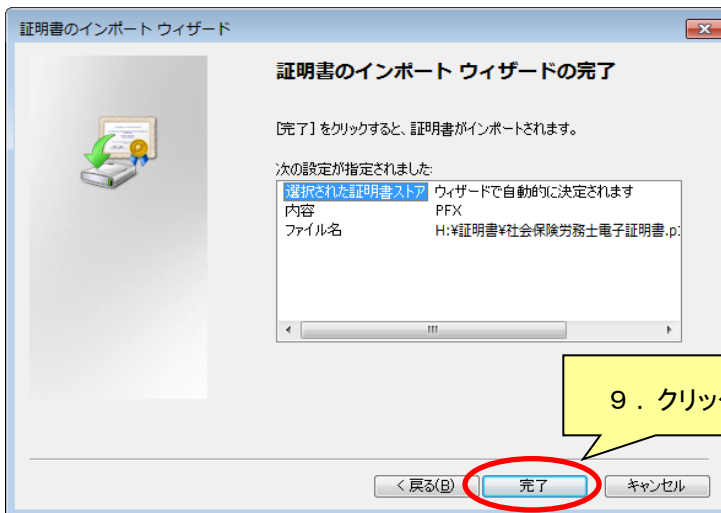 証明書のインポート ウィザード
証明書のインポート ウィザードの完了
[完了] をクリックすると、証明書がインポートされます。
次の設定が指定されました:
選択された証明書ストア ウィザードで自動的に決定されます
内容 PFX
ファイル名 H:¥証明書¥社会保険労務士電子証明書.p
９．クリッ
< 戻る(B) 完了 キャンセル